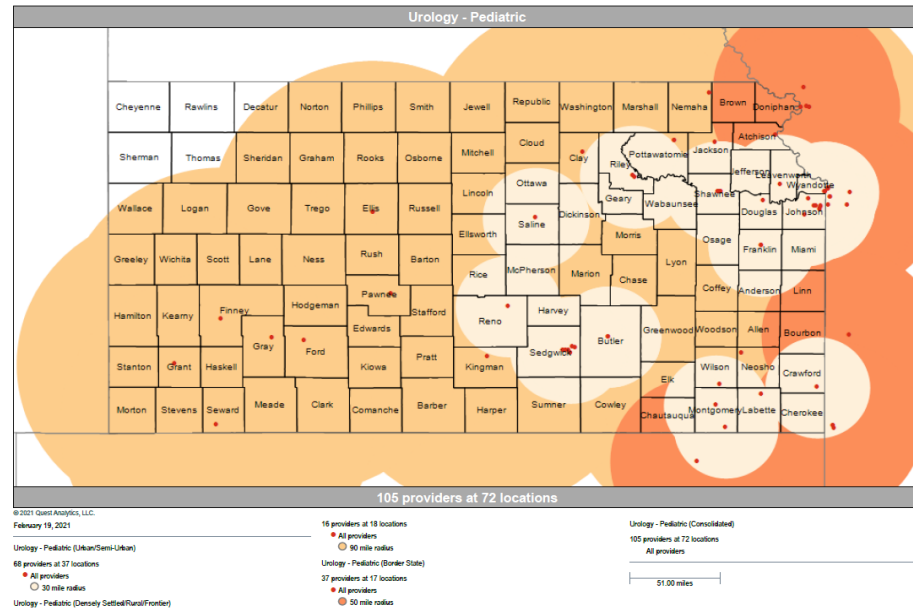 Urology - Pediatric
Cheyenne Rawlins Decatur Norton Phillips Smith Jewell Republic Washington Marshall Nemaha Brown Doniphan
Sherman Thomas Sheridan Graham Rooks Osborne Mitchell Cloud Clay Riley Pottawatomie Jackson Atchison
Jefferson Leavenworth Wyandotte
Wallace Logan Gove Trego Ellis Russell Lincoln Ottawa Saline Dickinson Geary Wabaunsee Shawnee Douglas Johnson
Greeley Wichita Scott Lane Ness Rush Barton Ellsworth McPherson Marion Morris Chase Lyon Osage Franklin Miami
Hamilton Kearny Finney Hodgeman Pawnee Stafford Rice Reno Harvey Coffey Anderson Linn
Gray Ford Edwards Sedgwick Butler Greenwood Woodson Allen Bourbon
Stanton Grant Haskell Kiowa Pratt Kingman Elk Wilson Neosho Crawford
Morton Stevens Seward Meade Clark Comanche Barber Harper Sumner Cowley Chautauqua Montgomery Labette Cherokee
105 providers at 72 locations
© 2021 Quest Analytics, LLC.
February 19, 2021
Urology - Pediatric (Urban/Semi-Urban)
68 providers at 37 locations
All providers
30 mile radius
Urology - Pediatric (Densely Settled/Rural/Frontier)
16 providers at 18 locations
All providers
90 mile radius
Urology - Pediatric (Border State)
37 providers at 17 locations
All providers
50 mile radius
Urology - Pediatric (Consolidated)
105 providers at 72 locations
All providers
51.00 miles